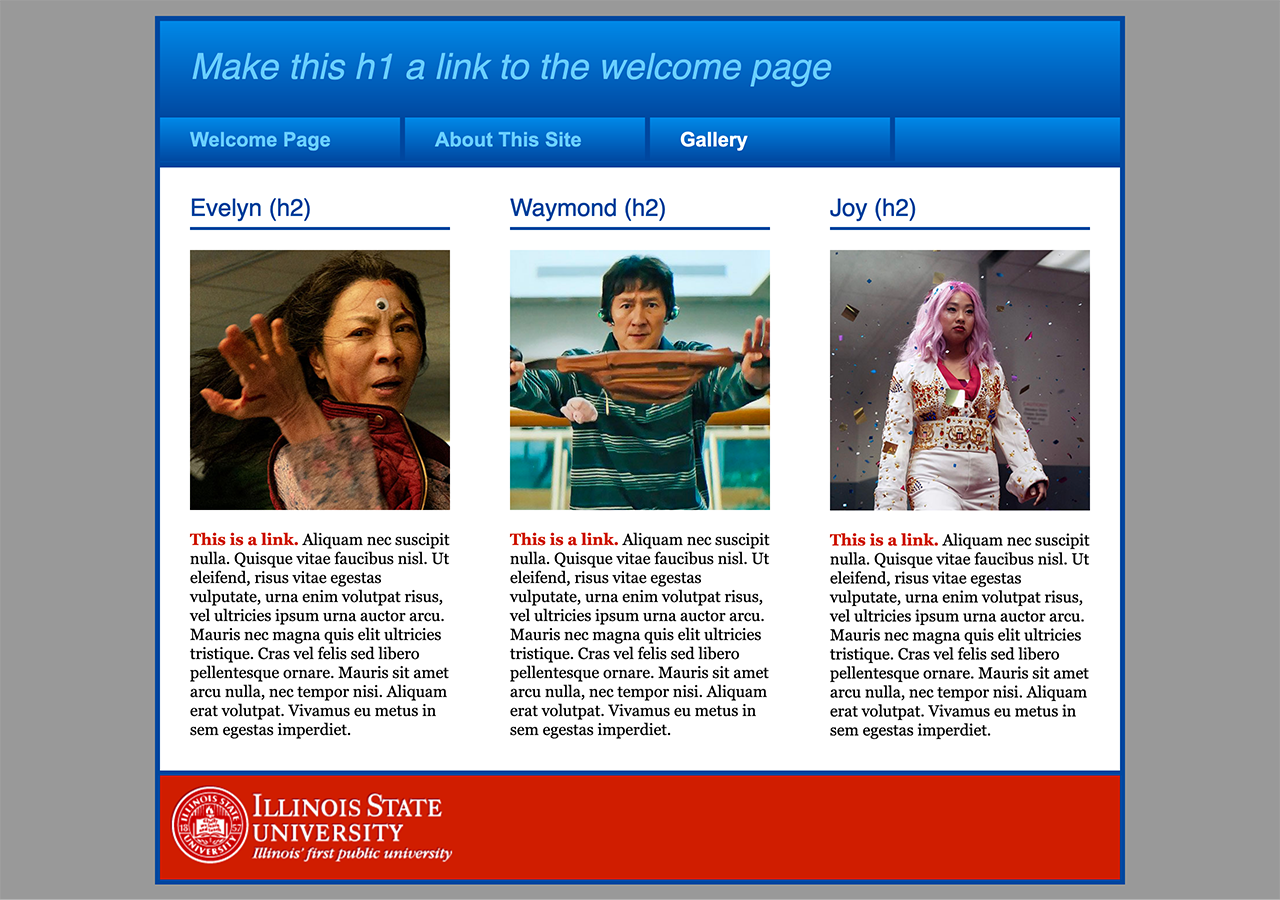 Make this h1 a link to the welcome page
Welcome Page
About This Site
Gallery
Evelyn (h2)
This is a link. Aliquam nec suscipit
nulla. Quisque vitae faucibus nisl. Ut
eleifend, risus vitae egestas
vulputate, urna enim volutpat risus,
vel ultricies ipsum urna auctor arcu.
Mauris nec magna quis elit ultricies
tristique. Cras vel felis sed libero
pellentesque ornare. Mauris sit amet
arcu nulla, nec tempor nisi. Aliquam
erat volutpat. Vivamus eu metus in
sem egestas imperdiet.
Waymond (h2)
This is a link. Aliquam nec suscipit
nulla. Quisque vitae faucibus nisl. Ut
eleifend, risus vitae egestas
vulputate, urna enim volutpat risus,
vel ultricies ipsum urna auctor arcu.
Mauris nec magna quis elit ultricies
tristique. Cras vel felis sed libero
pellentesque ornare. Mauris sit amet
arcu nulla, nec tempor nisi. Aliquam
erat volutpat. Vivamus eu metus in
sem egestas imperdiet.
Joy (h2)
This is a link. Aliquam nec suscipit
nulla. Quisque vitae faucibus nisl. Ut
eleifend, risus vitae egestas
vulputate, urna enim volutpat risus,
vel ultricies ipsum urna auctor arcu.
Mauris nec magna quis elit ultricies
tristique. Cras vel felis sed libero
pellentesque ornare. Mauris sit amet
arcu nulla, nec tempor nisi. Aliquam
erat volutpat. Vivamus eu metus in
sem egestas imperdiet.
ILLINOIS STATE
UNIVERSITY
18 57
ILLINOIS STATE
UNIVERSITY
Illinois' first public university